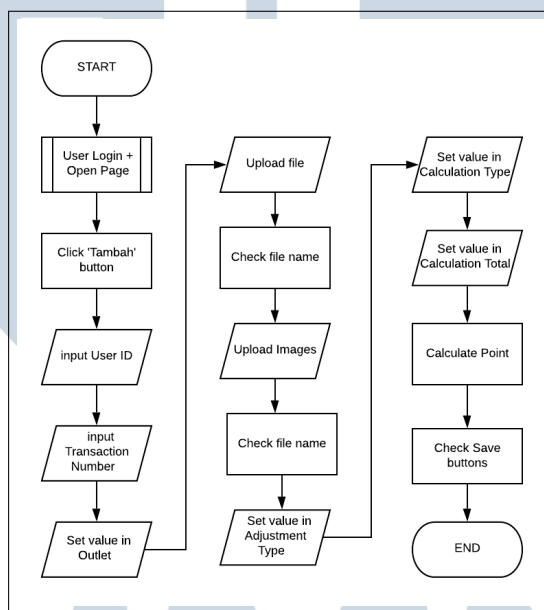 START
User Login +
Open Page
Click 'Tambah'
button
input User ID
input
Transaction
Number
Set value in
Outlet
Upload file
Check file name
Upload Images
Check file name
Set value in
Adjustment
Type
Set value in
Calculation Type
Set value in
Calculation Total
Calculate Point
Check Save
buttons
END